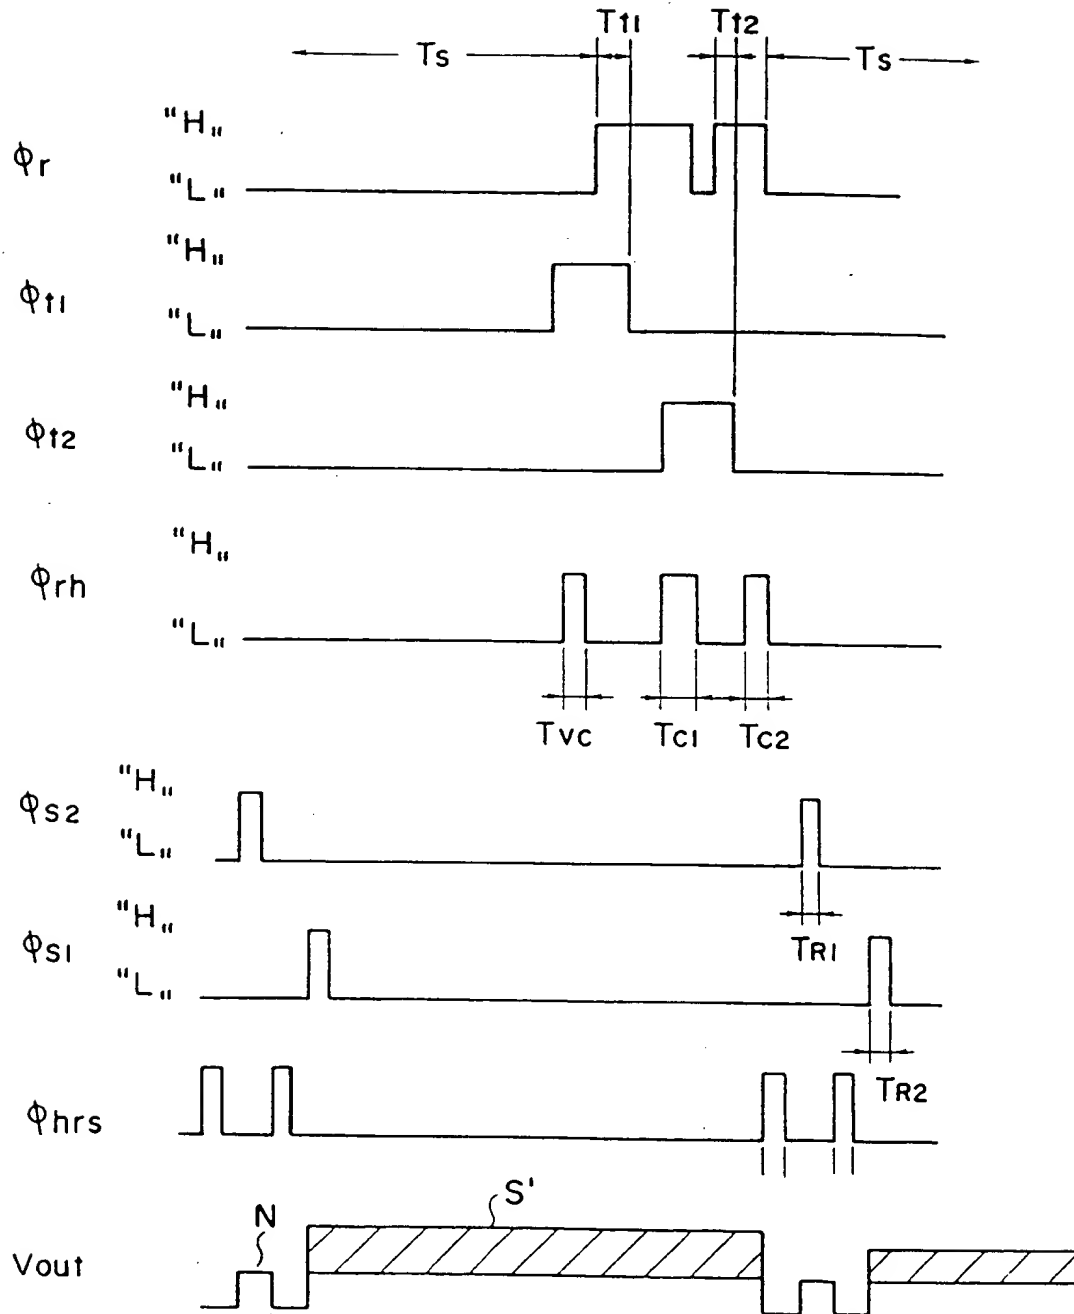 Tt1 Tt2
Ts Ts
"H"
φr
"L"
"H"
φt1
"L"
"H"
φt2
"L"
"H"
φrh
"L"
Tvc Tc1 Tc2
"H"
φs2
"L"
"H"
TR1
φs1
"L"
TR2
φhrs
S'
N
Vout